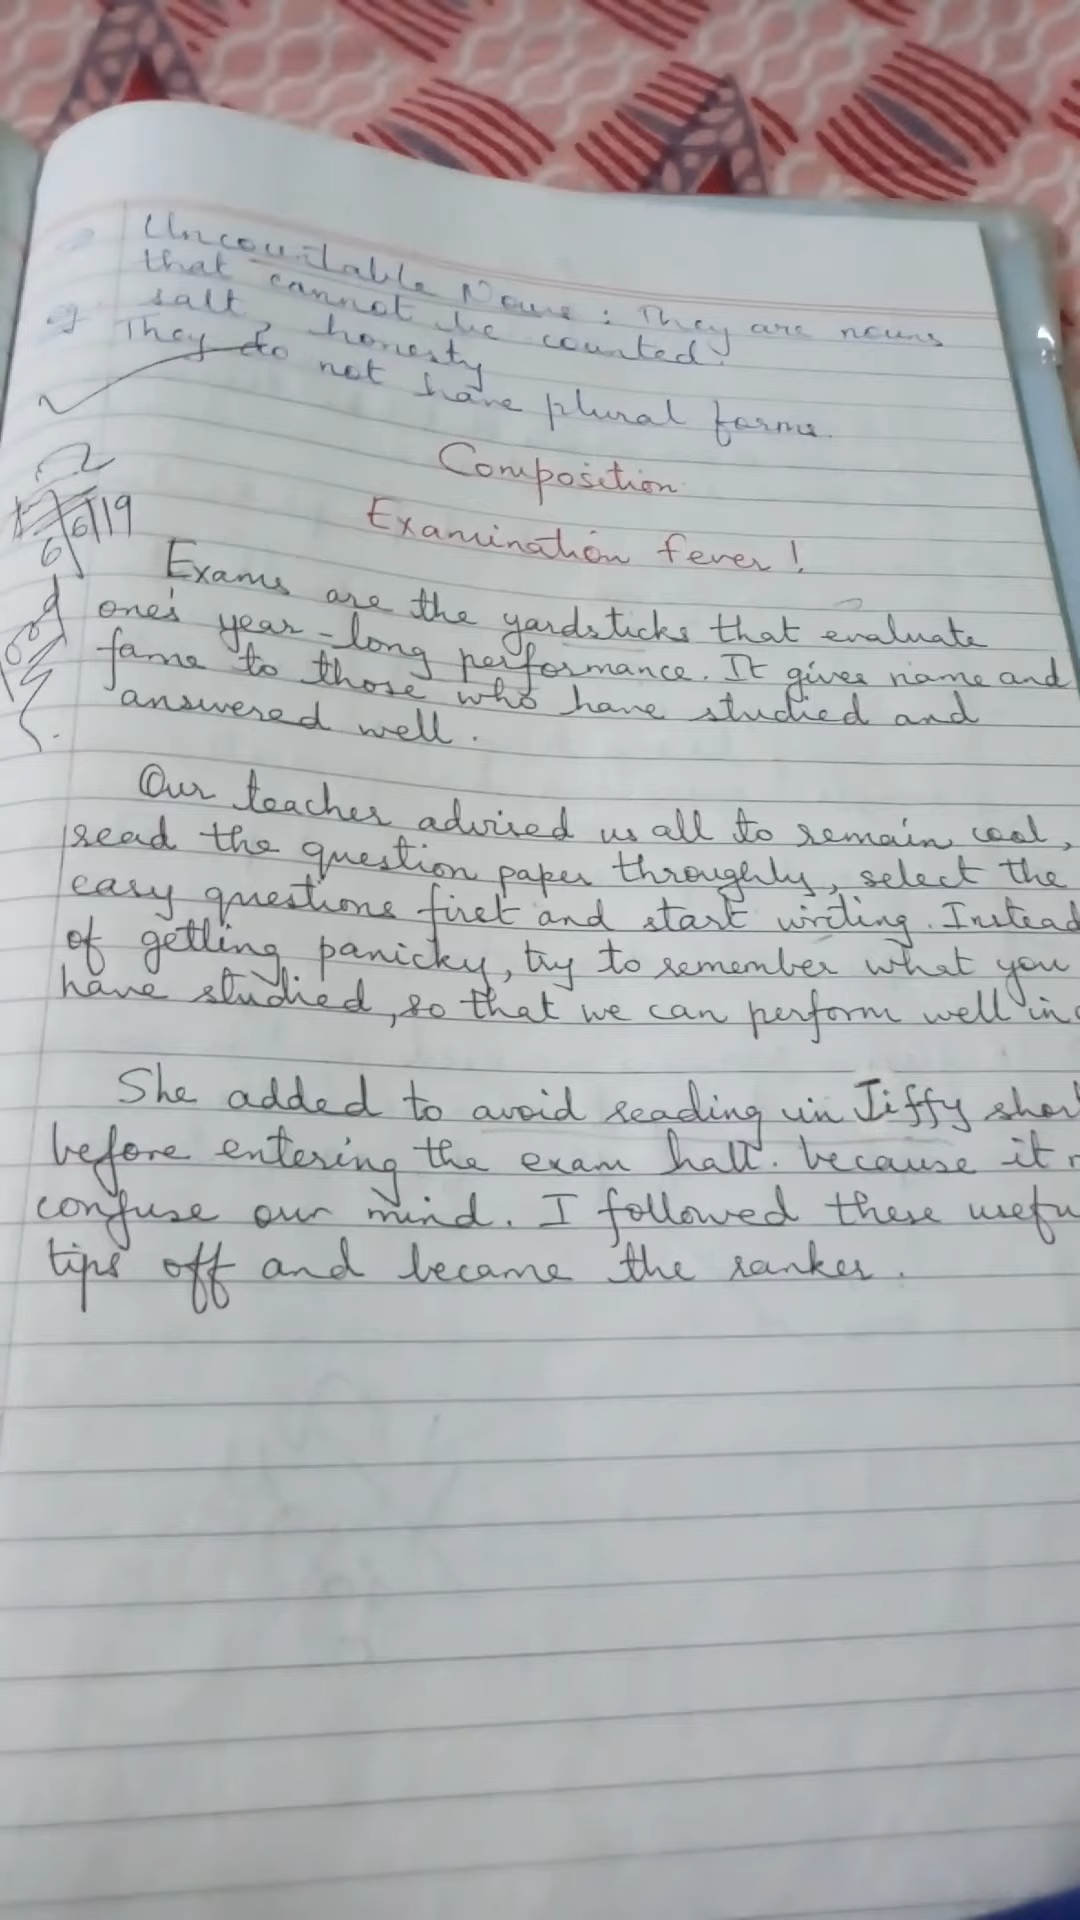 Uncountable Nouns : They are nouns
that cannot be counted.
eg salt, honesty
They do not have plural forms.
Composition
Examination fever!
6/19
Good
Exams are the yardsticks that evaluate
one's year-long performance. It gives name and
fame to those who have studied and
answered well.
Our teacher advised us all to remain cool,
read the question paper throughly, select the
easy questions first and start writing. Instead
of getting panicky, try to remember what you
have studied, so that we can perform well in
She added to avoid reading in Jiffy
before entering the exam hall. because it
confuse our mind. I followed these
tips off and became the ranker.